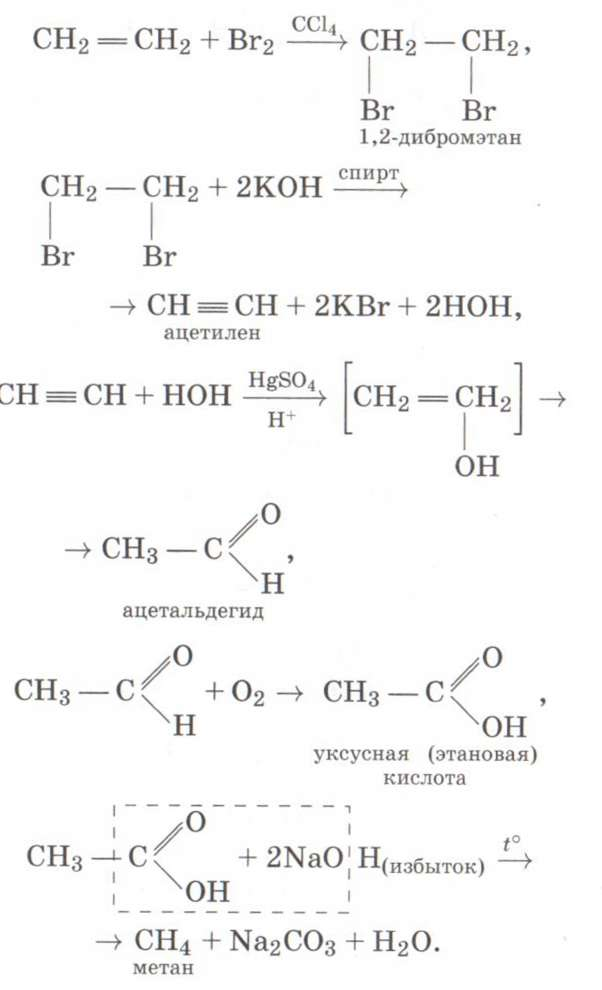 CH₂=CH₂ + Br₂ CCl₄→ CH₂—CH₂,
Br Br
1,2-дибромэтан
CH₂—CH₂ + 2KOH спирт→
Br Br
→ CH≡CH + 2KBr + 2HOH,
ацетилен
CH≡CH + HOH HgSO₄ H⁺→ [CH₂=CH₂] →
OH
O
→ CH₃—C ,
H
ацетальдегид
O O
CH₃—C + O₂ → CH₃—C ,
H OH
уксусная (этановая)
кислота
O
CH₃—C + 2NaO H(избыток) t°→
OH
→ CH₄ + Na₂CO₃ + H₂O.
метан